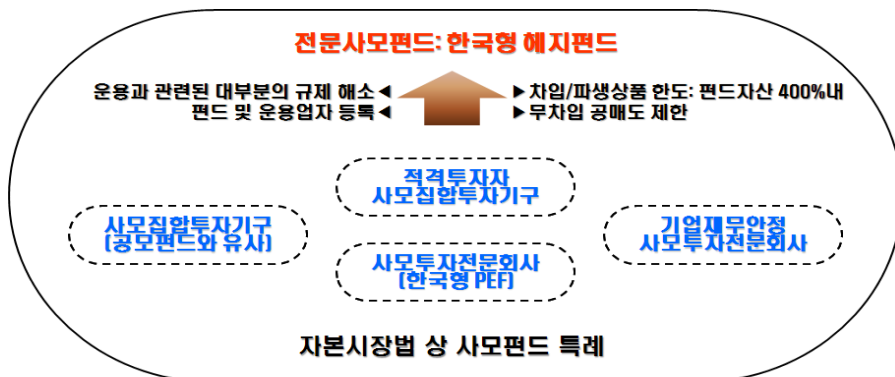 전문사모펀드: 한국형 헤지펀드
운용과 관련된 대부분의 규제 해소◀
펀드 및 운용업자 등록◀
▶차입/파생상품 한도: 펀드자산 400%내
▶무차입 공매도 제한
적격투자자
사모집합투자기구
사모집합투자기구
(공모펀드와 유사)
기업재무안정
사모투자전문회사
사모투자전문회사
(한국형 PEF)
자본시장법 상 사모펀드 특례